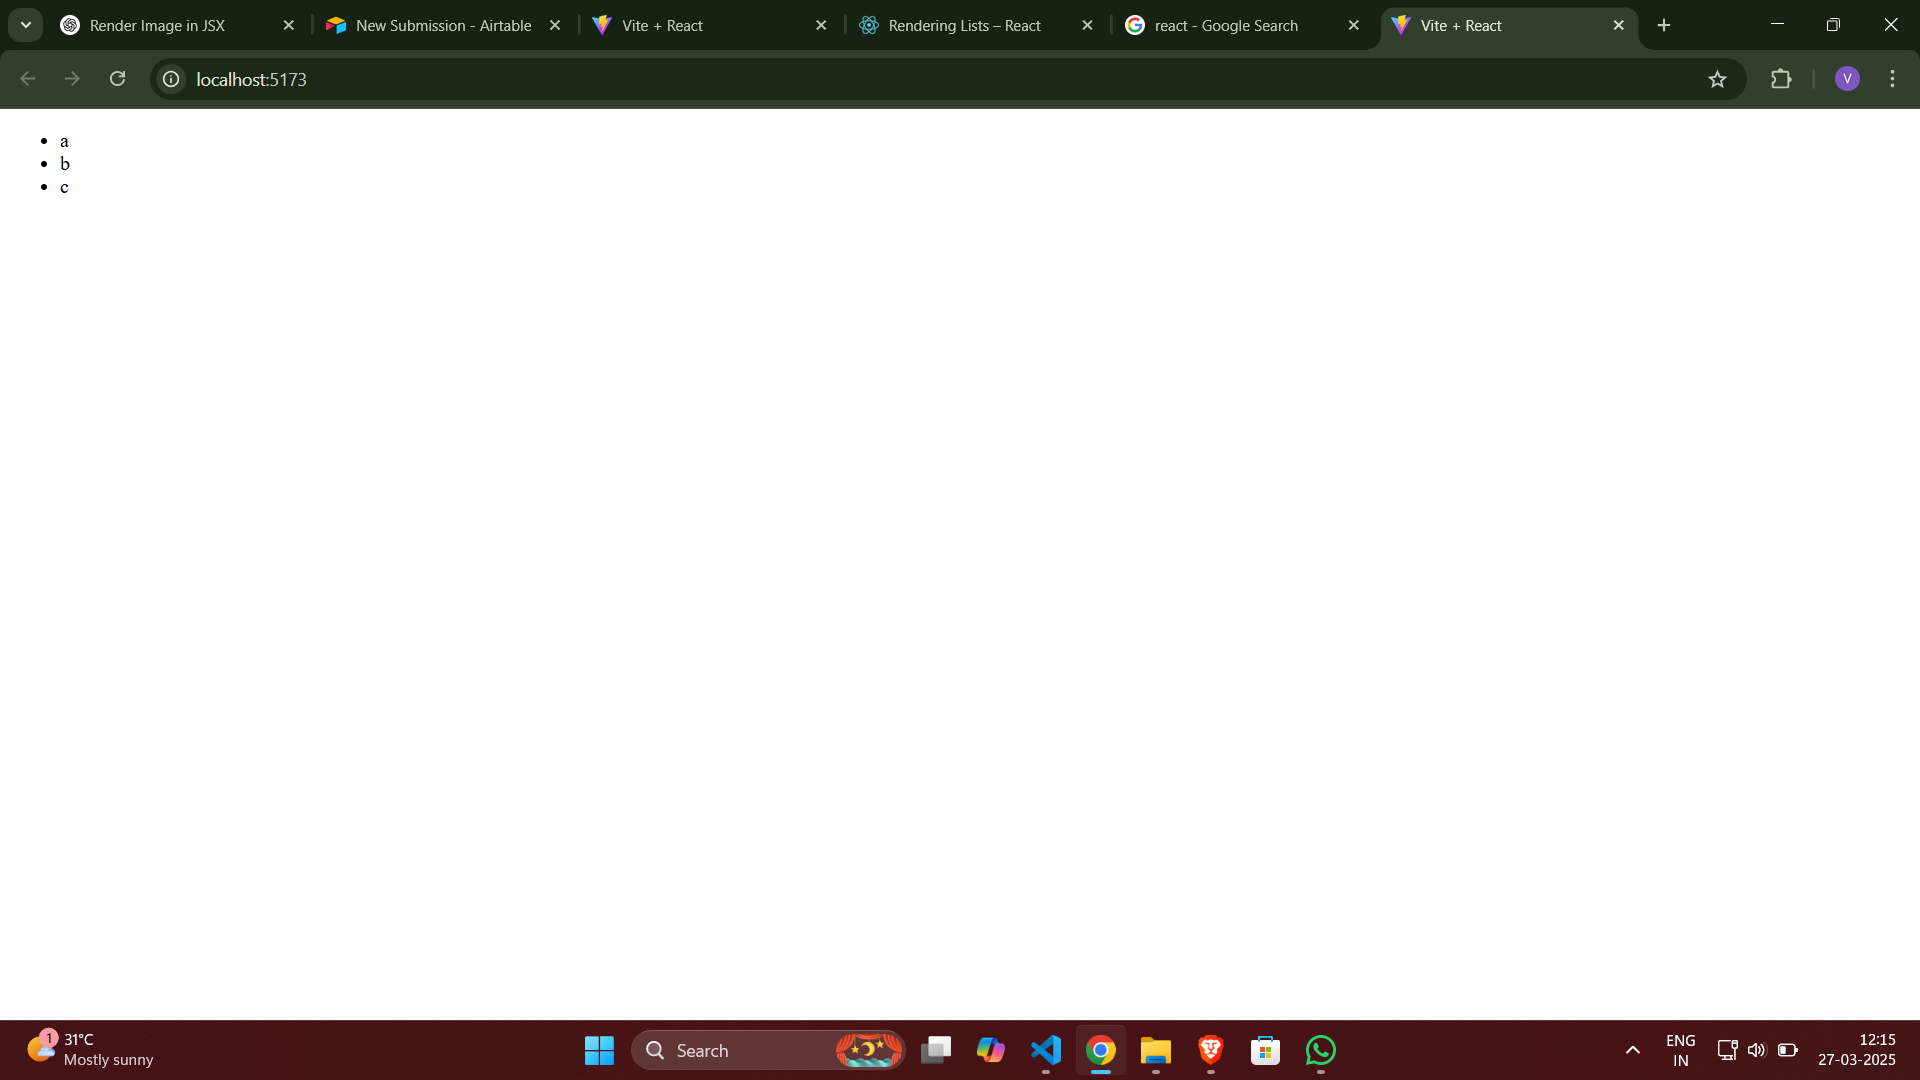 Render Image in JSX
New Submission - Airtable
Vite + React
Rendering Lists – React
react - Google Search
Vite + React
localhost:5173
V
a
b
c
1
31°C
Mostly sunny
Search
ENG
IN
12:15
27-03-2025